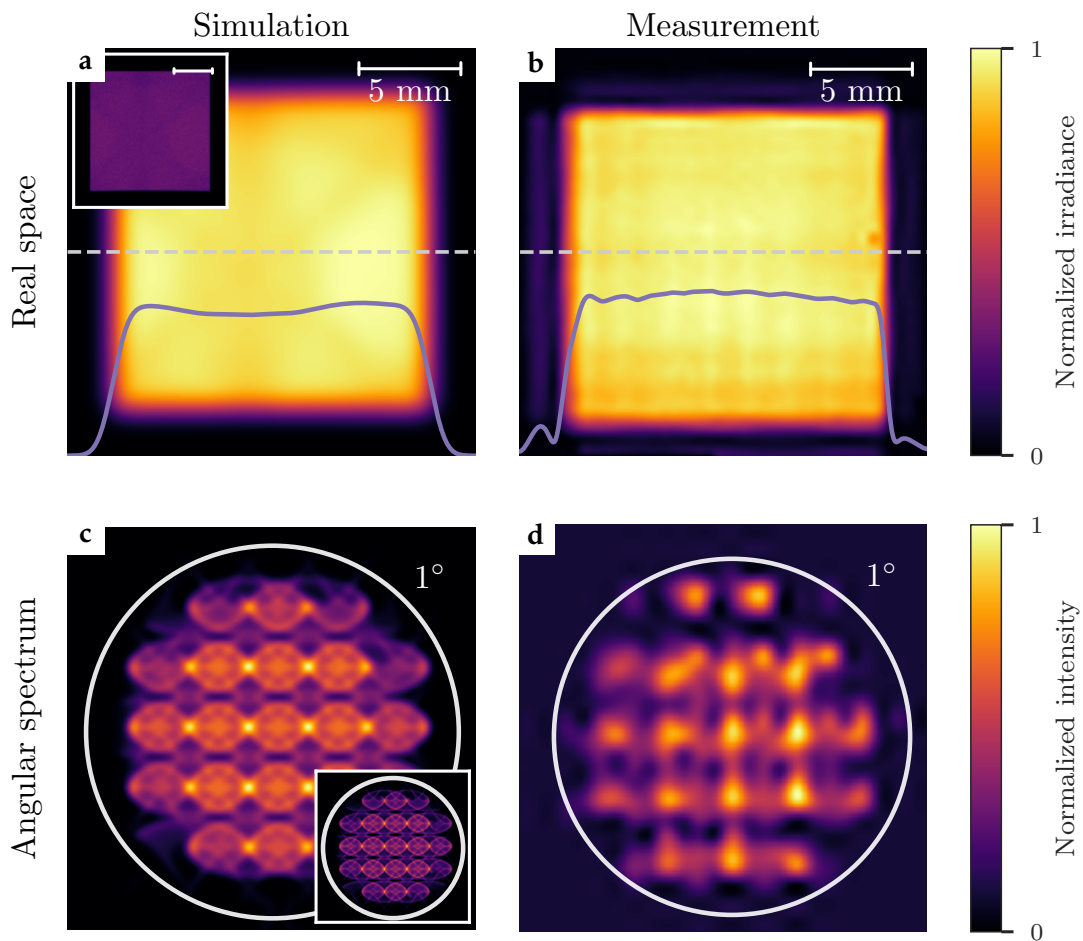 Simulation
Measurement
a
5 mm
b
5 mm
1
Normalized irradiance
0
Real space
c
1°
d
1°
1
Normalized intensity
0
Angular spectrum